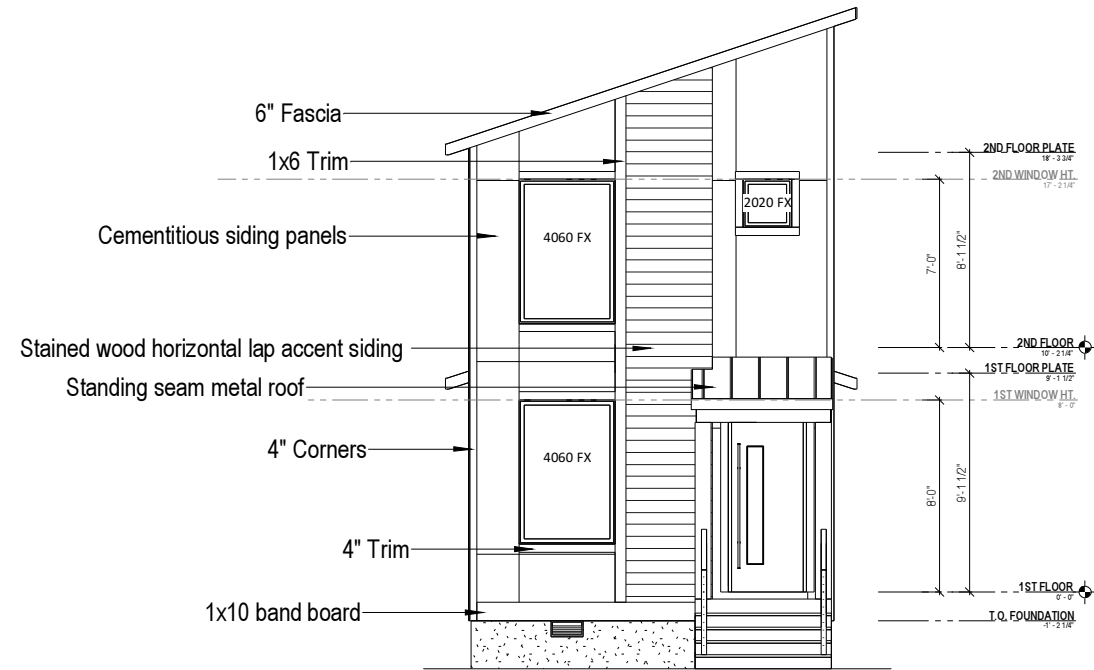 6" Fascia
1x6 Trim
Cementitious siding panels
Stained wood horizontal lap accent siding
Standing seam metal roof
4" Corners
4" Trim
1x10 band board
4060 FX
2020 FX
4060 FX
2ND FLOOR PLATE
18' - 3 3/4"
2ND WINDOW HT.
17' - 2 1/4"
7'-0"
8'-1 1/2"
2ND FLOOR
10' - 2 1/4"
1ST FLOOR PLATE
9' - 1 1/2"
1ST WINDOW HT.
8' - 0"
8'-0"
9'-1 1/2"
1ST FLOOR
0' - 0"
T.O. FOUNDATION
-1' - 2 1/4"